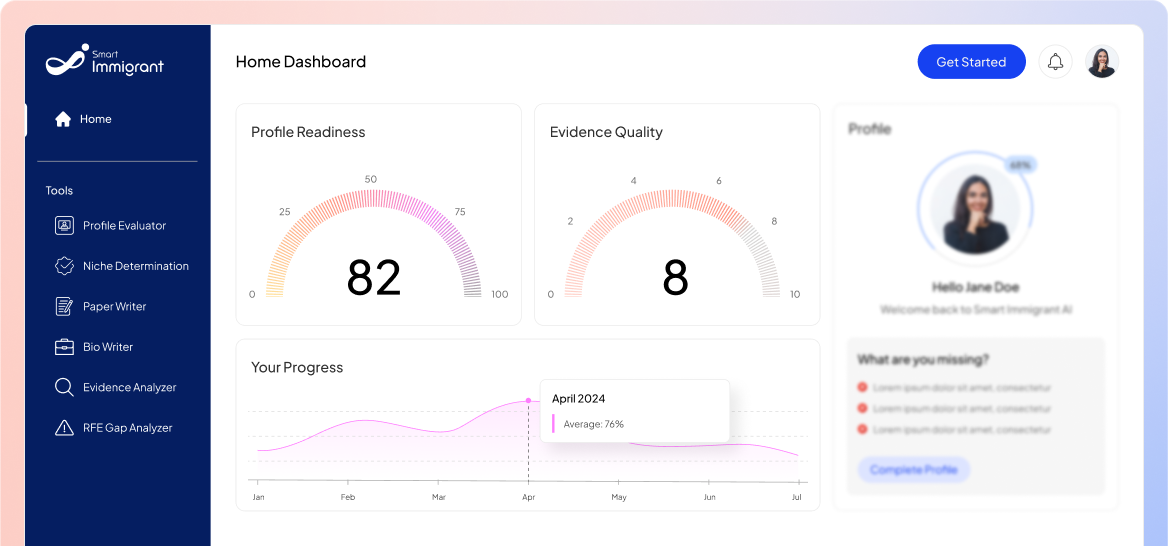 Smart
Immigrant
Home
Tools
Profile Evaluator
Niche Determination
Paper Writer
Bio Writer
Evidence Analyzer
RFE Gap Analyzer
Home Dashboard
Get Started
Profile Readiness
0
25
50
75
100
82
Evidence Quality
0
2
4
6
8
10
8
Your Progress
April 2024
Average: 76%
Jan Feb Mar Apr May Jun Jul
Profile
68%
Hello Jane Doe
Welcome back to Smart Immigrant AI
What are you missing?
Lorem ipsum dolor sit amet, consectetur
Lorem ipsum dolor sit amet, consectetur
Lorem ipsum dolor sit amet, consectetur
Complete Profile